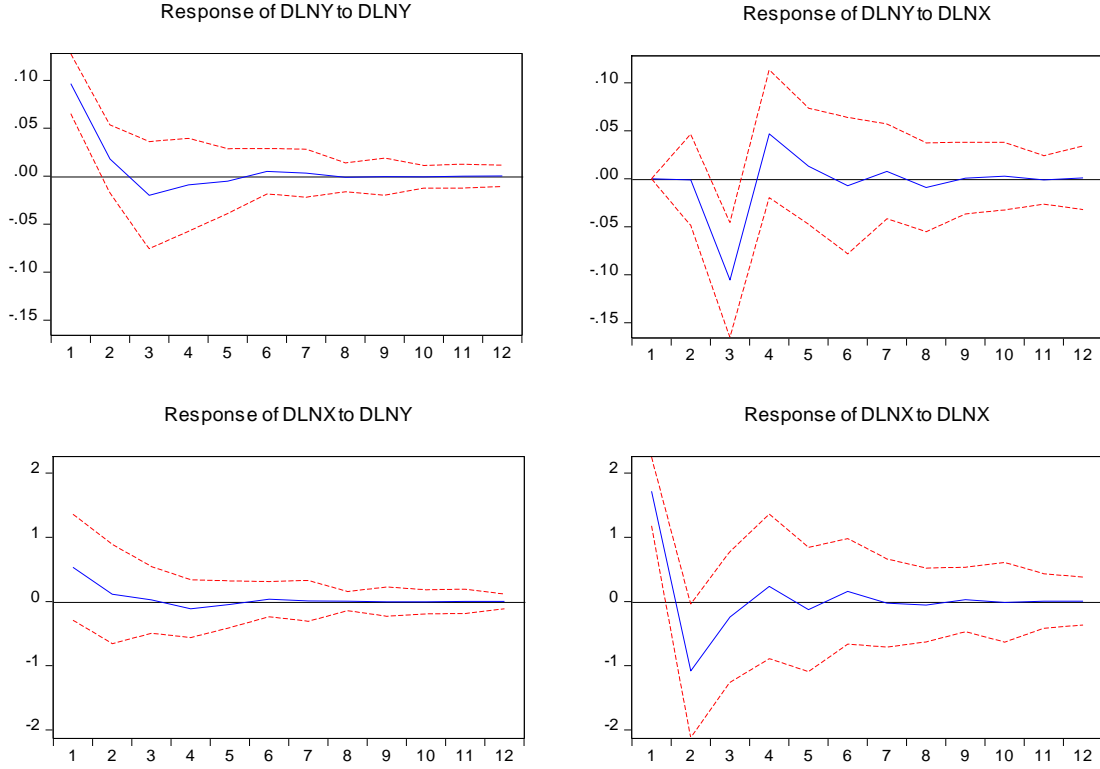 Response of DLNY to DLNY
.10
.05
.00
-.05
-.10
-.15
1 2 3 4 5 6 7 8 9 10 11 12
Response of DLNY to DLNX
.10
.05
.00
-.05
-.10
-.15
1 2 3 4 5 6 7 8 9 10 11 12
Response of DLNX to DLNY
2
1
0
-1
-2
1 2 3 4 5 6 7 8 9 10 11 12
Response of DLNX to DLNX
2
1
0
-1
-2
1 2 3 4 5 6 7 8 9 10 11 12